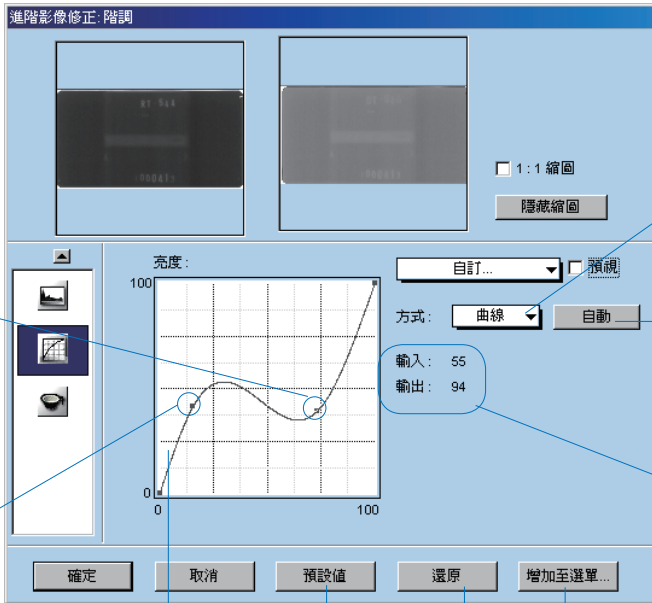 進階影像修正: 階調
RT 544
1:1 縮圖
隱藏縮圖
亮度:
100
0
0
100
自訂...
預視
方式: 曲線 自動
輸入: 55
輸出: 94
確定 取消 預設值 還原 增加至選單...